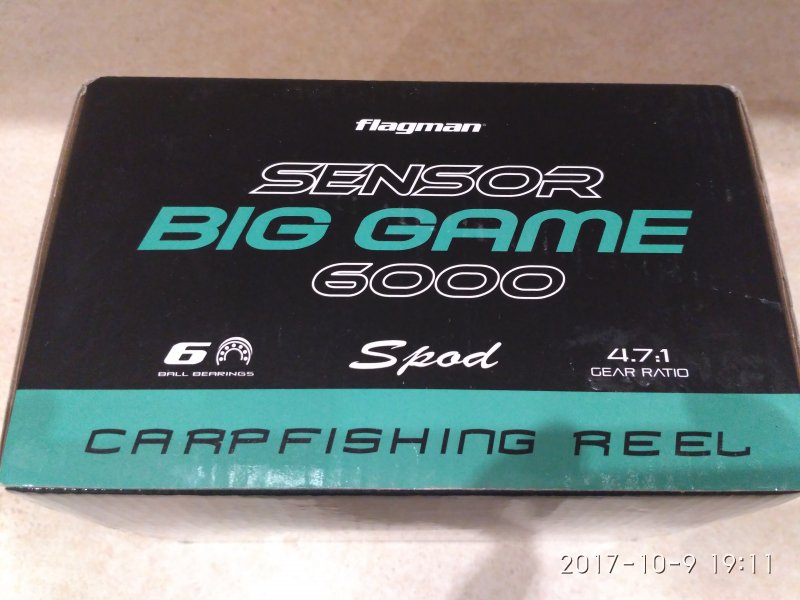 flagman
SENSOR
BIG GAME
6000
6 Spod 4.7:1
BALL BEARINGS GEAR RATIO
CARPFISHING REEL
2017-10-9 19:11